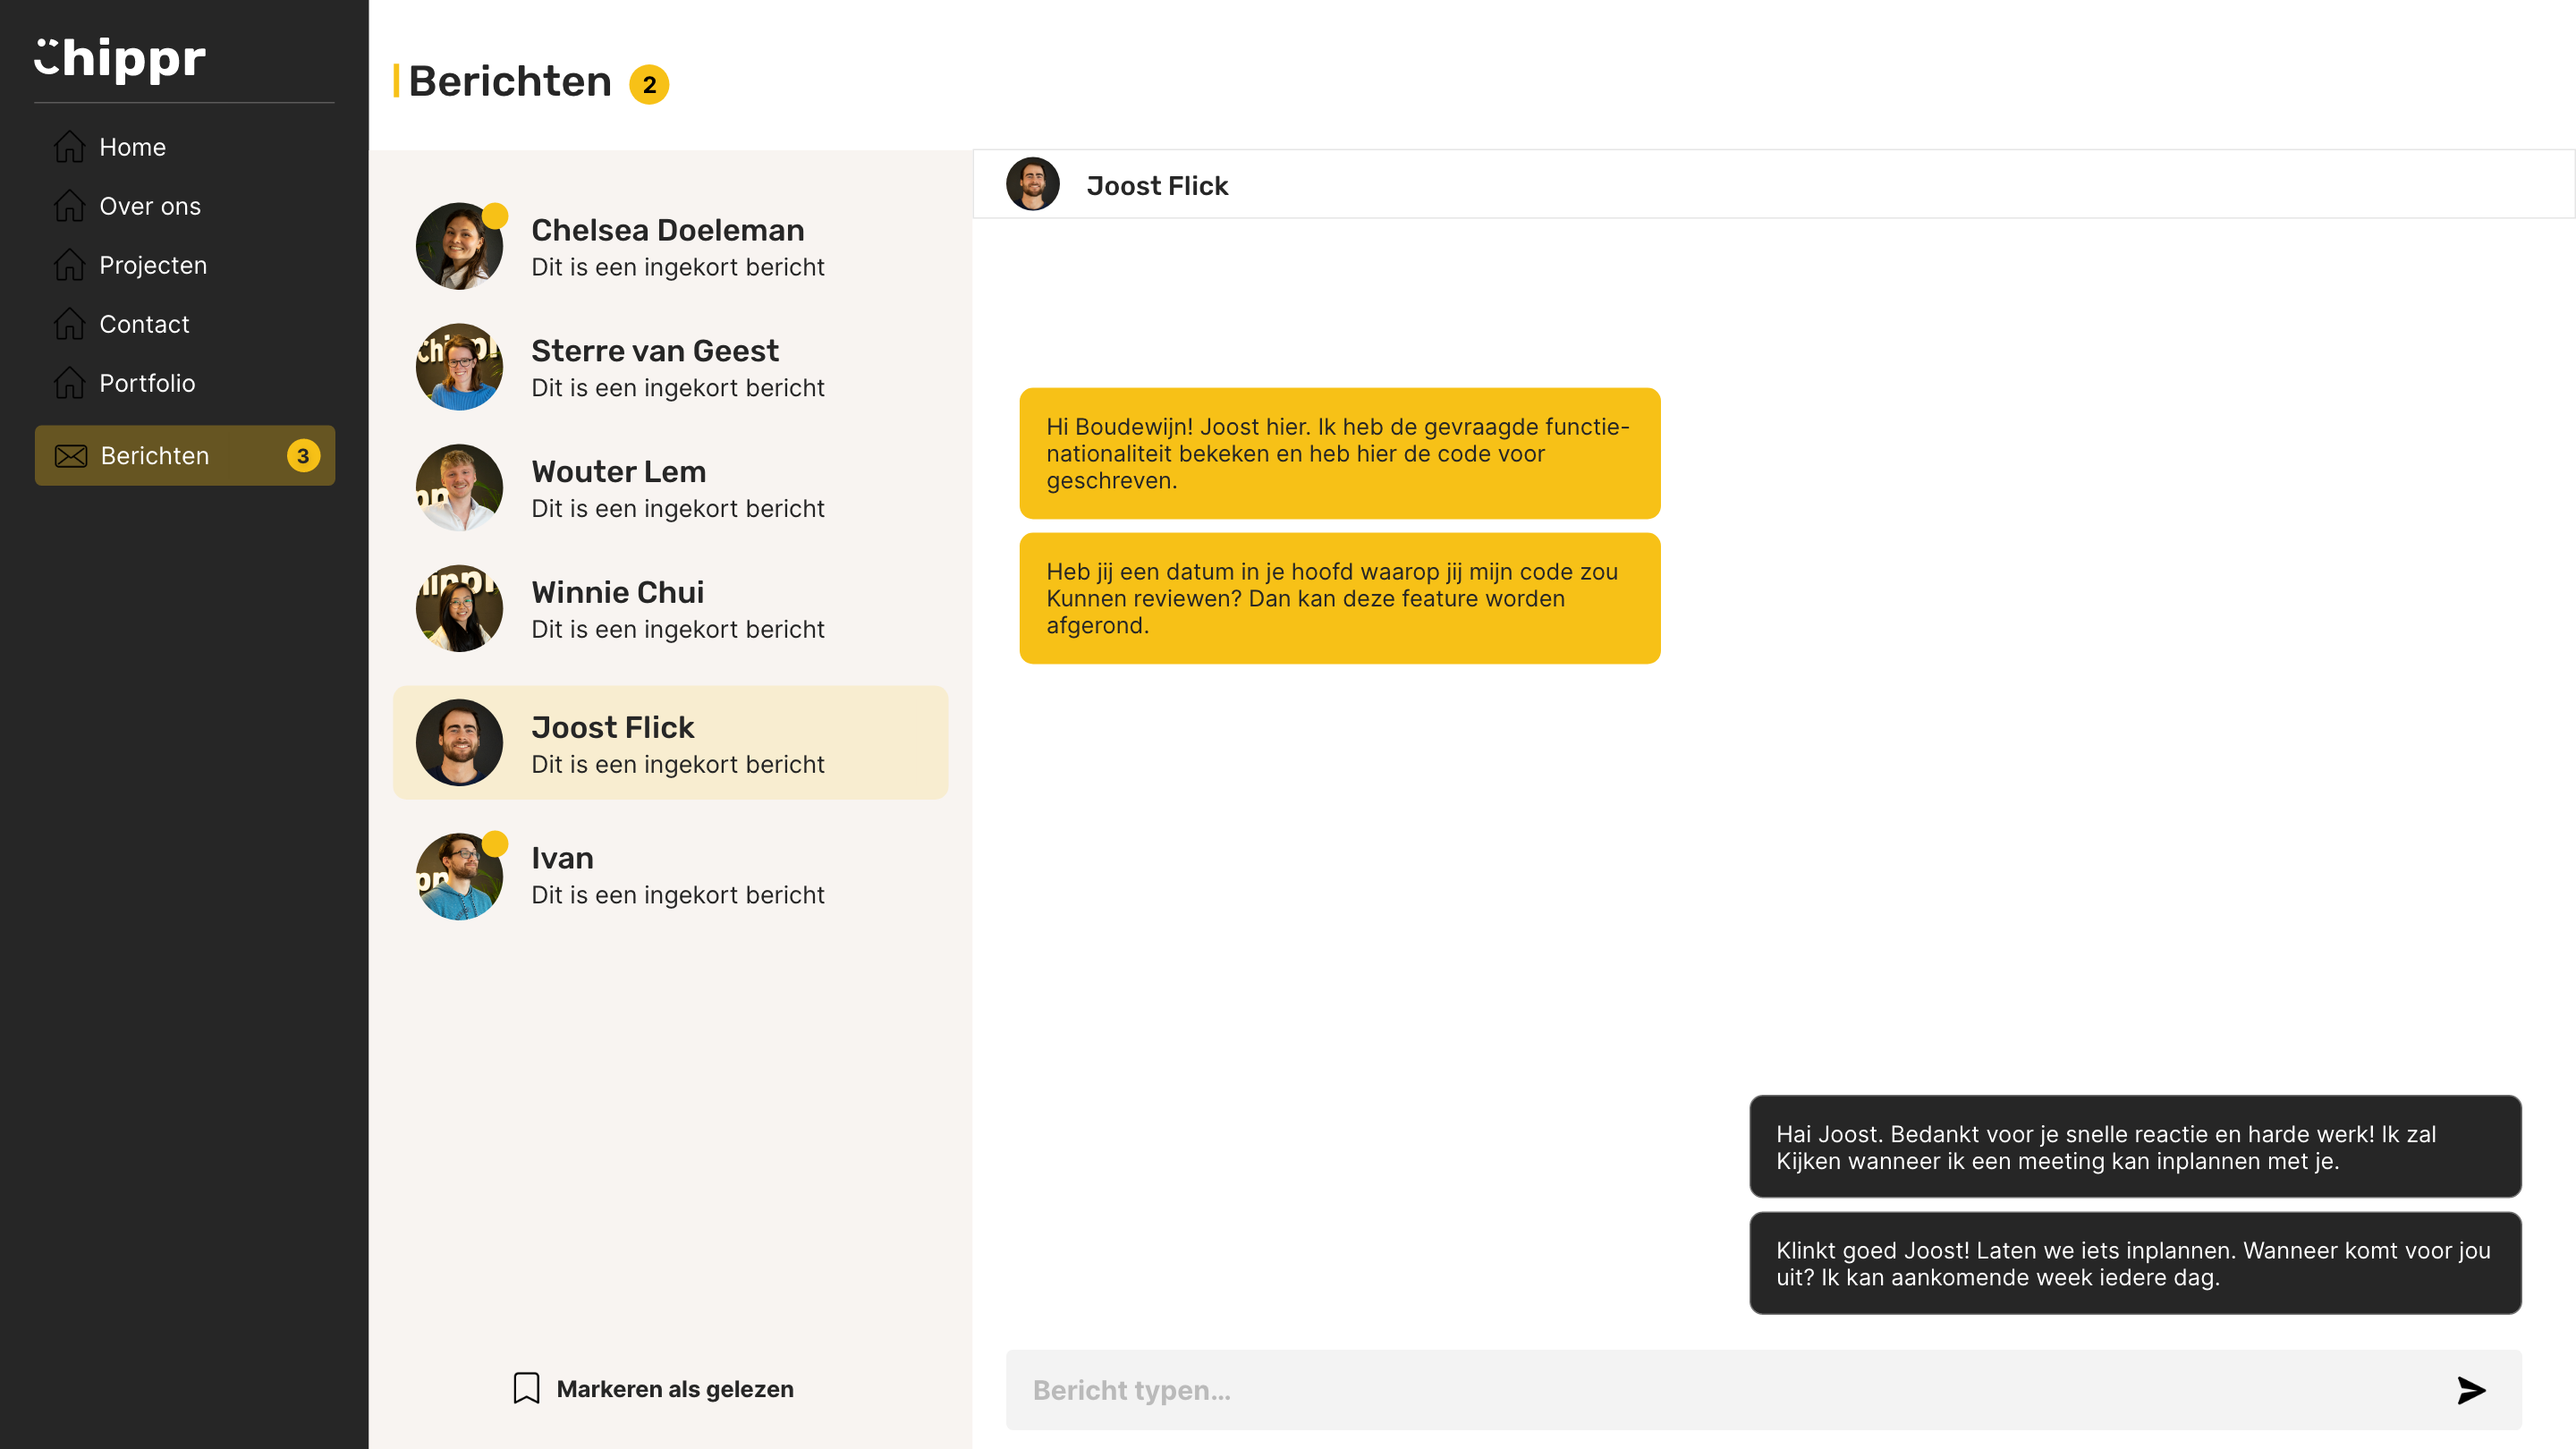 chippr
Home
Over ons
Projecten
Contact
Portfolio
Berichten 3
Berichten 2
Chelsea Doeleman
Dit is een ingekort bericht
Sterre van Geest
Dit is een ingekort bericht
Wouter Lem
Dit is een ingekort bericht
Winnie Chui
Dit is een ingekort bericht
Joost Flick
Dit is een ingekort bericht
Ivan
Dit is een ingekort bericht
Markeren als gelezen
Joost Flick
Hi Boudewijn! Joost hier. Ik heb de gevraagde functie-
nationaliteit bekeken en heb hier de code voor
geschreven.
Heb jij een datum in je hoofd waarop jij mijn code zou
Kunnen reviewen? Dan kan deze feature worden
afgerond.
Hai Joost. Bedankt voor je snelle reactie en harde werk! Ik zal
Kijken wanneer ik een meeting kan inplannen met je.
Klinkt goed Joost! Laten we iets inplannen. Wanneer komt voor jou
uit? Ik kan aankomende week iedere dag.
Bericht typen...